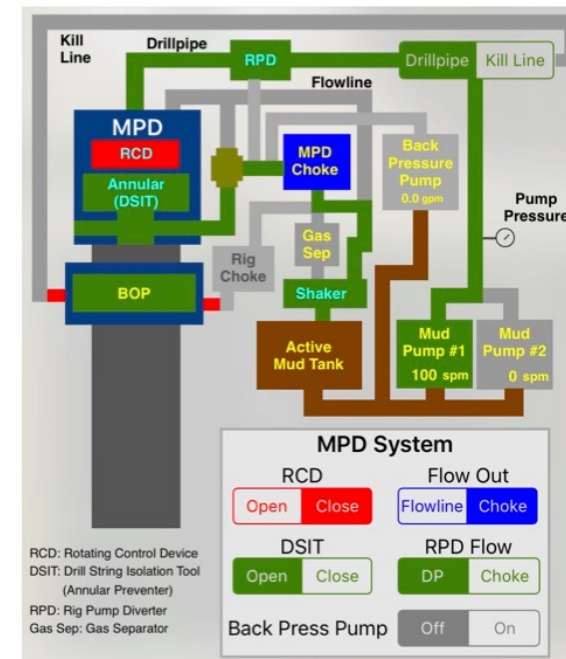 Kill
Line
Drillpipe
RPD
Drillpipe
Kill Line
Flowline
MPD
RCD
Annular
(DSIT)
MPD
Choke
Back
Pressure
Pump
0.0 gpm
Pump
Pressure
Gas
Sep
Rig
Choke
BOP
Shaker
Active
Mud Tank
Mud
Pump #1
100 spm
Mud
Pump #2
0 spm
MPD System
RCD
Open Close
Flow Out
Flowline Choke
DSIT
Open Close
RPD Flow
DP Choke
Back Press Pump
Off On
RCD: Rotating Control Device
DSIT: Drill String Isolation Tool
(Annular Preventer)
RPD: Rig Pump Diverter
Gas Sep: Gas Separator